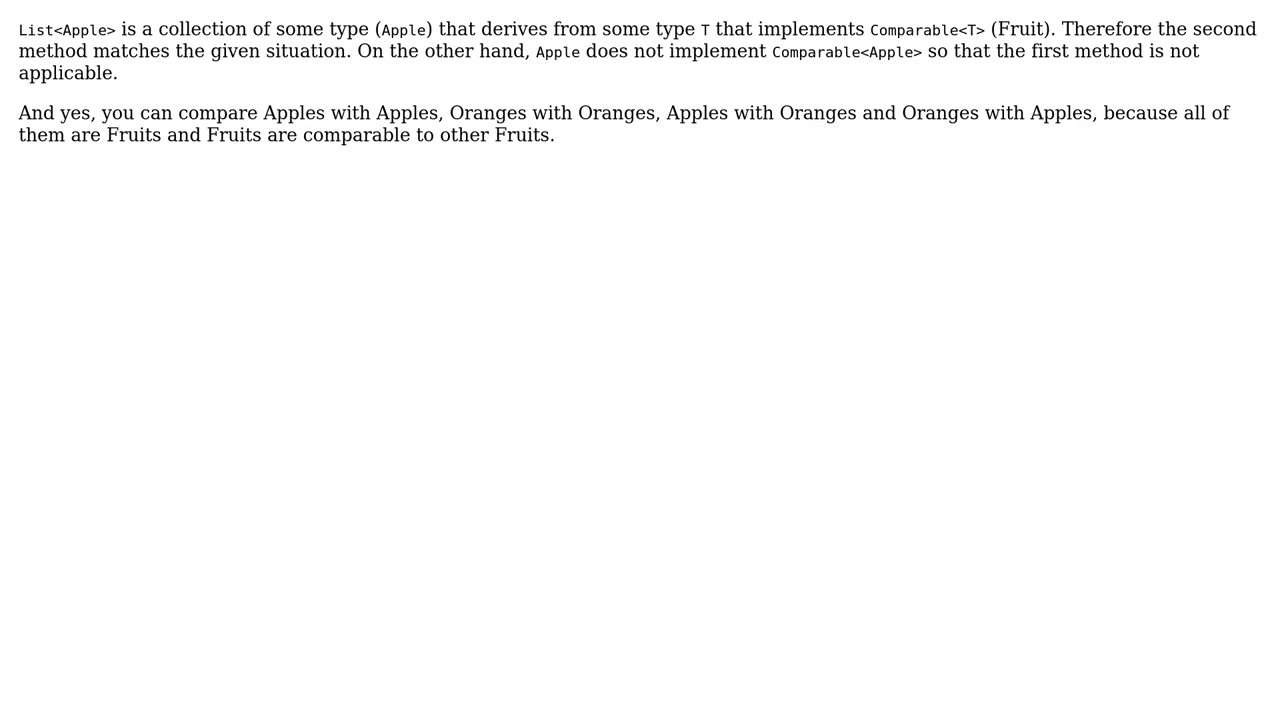 List<Apple> is a collection of some type (Apple) that derives from some type T that implements Comparable<T> (Fruit). Therefore the second
method matches the given situation. On the other hand, Apple does not implement Comparable<Apple> so that the first method is not
applicable.
And yes, you can compare Apples with Apples, Oranges with Oranges, Apples with Oranges and Oranges with Apples, because all of
them are Fruits and Fruits are comparable to other Fruits.